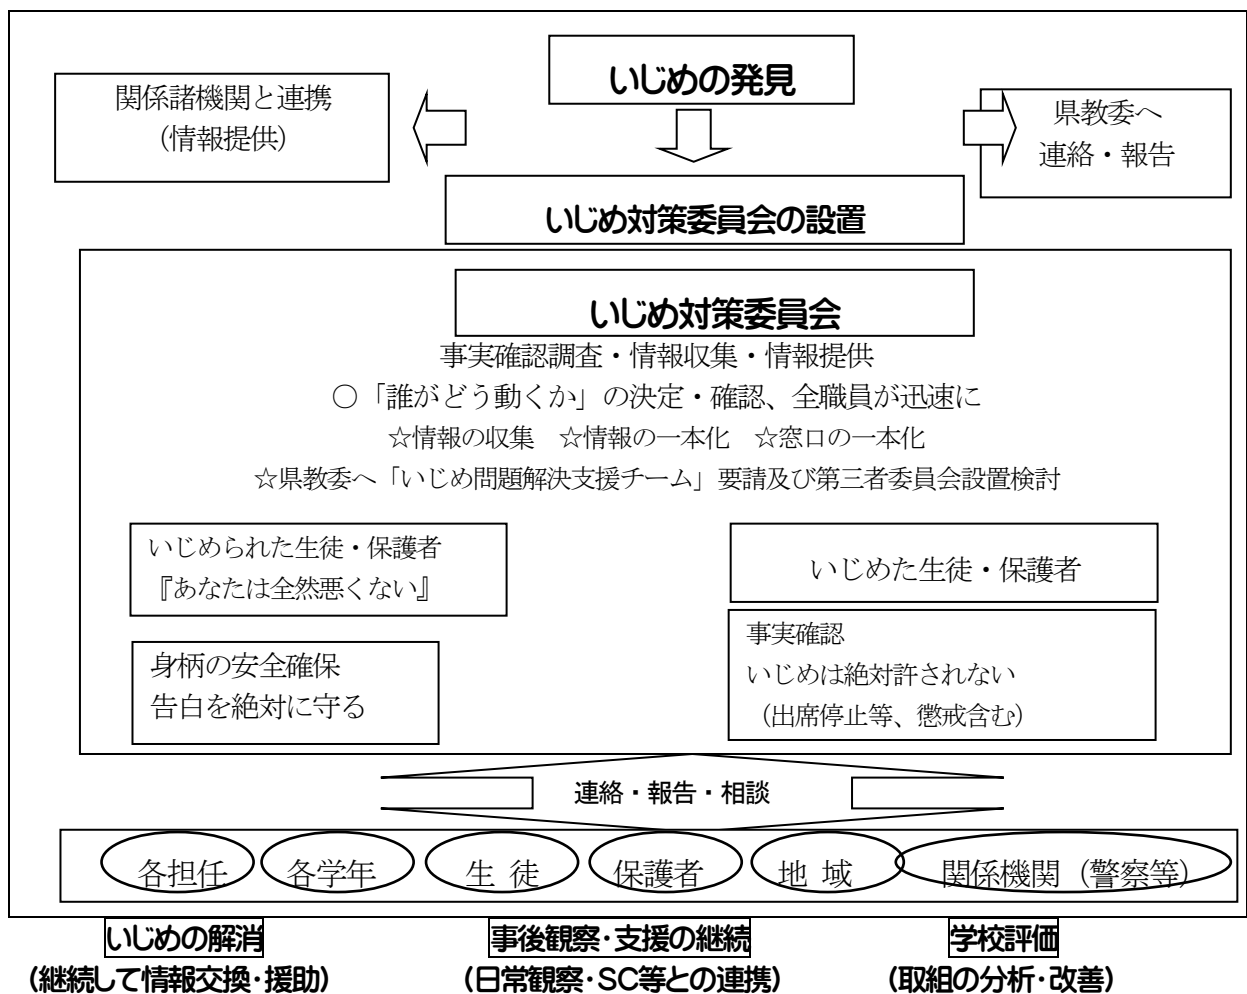 いじめの発見
関係諸機関と連携
（情報提供）
県教委へ
連絡・報告
いじめ対策委員会の設置
いじめ対策委員会
事実確認調査・情報収集・情報提供
○「誰がどう動くか」の決定・確認、全職員が迅速に
☆情報の収集　☆情報の一本化　☆窓口の一本化
☆県教委へ「いじめ問題解決支援チーム」要請及び第三者委員会設置検討
いじめられた生徒・保護者
『あなたは全然悪くない』
身柄の安全確保
告白を絶対に守る
いじめた生徒・保護者
事実確認
いじめは絶対許されない
（出席停止等、懲戒含む）
連絡・報告・相談
各担任　各学年　生 徒　保護者　地 域　関係機関（警察等）
いじめの解消　事後観察・支援の継続　学校評価
（継続して情報交換・援助）　（日常観察・SC等との連携）　（取組の分析・改善）